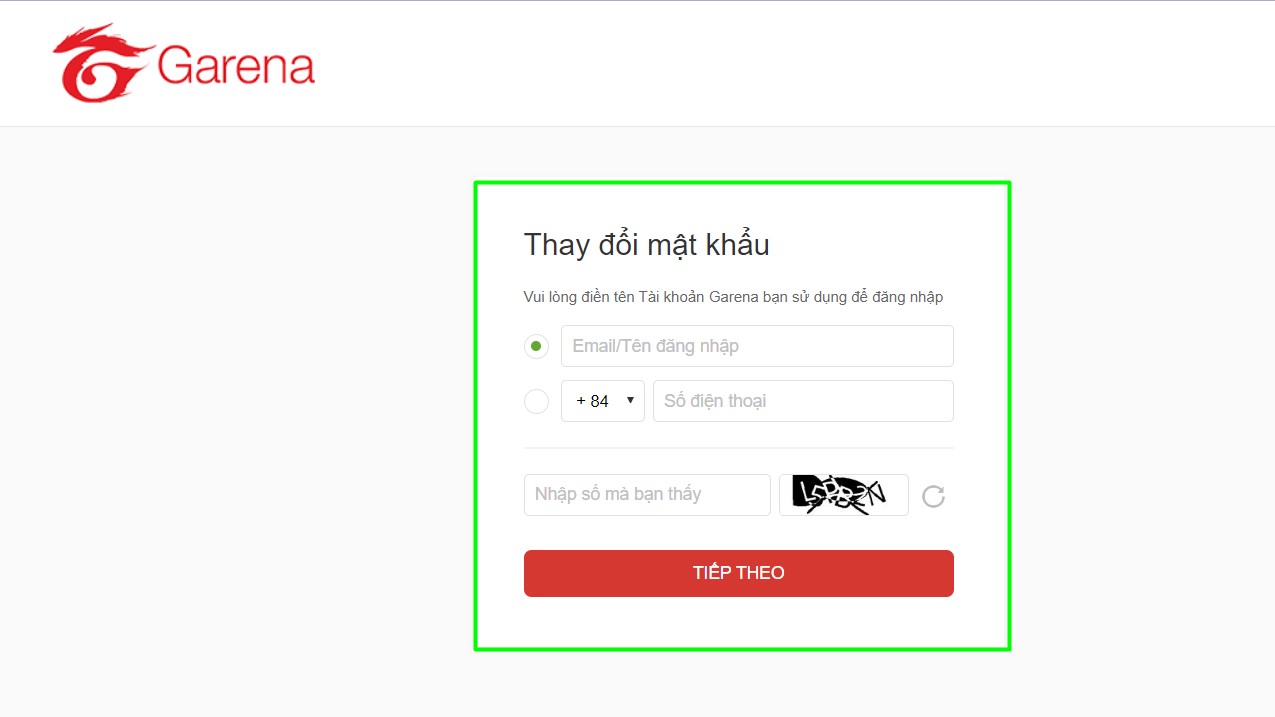 Garena
Thay đổi mật khẩu
Vui lòng điền tên Tài khoản Garena bạn sử dụng để đăng nhập
Email/Tên đăng nhập
+ 84 Số điện thoại
Nhập số mà bạn thấy
TIẾP THEO